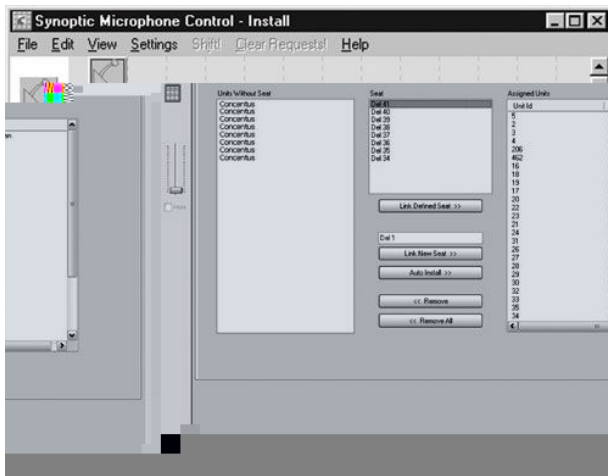 Synoptic Microphone Control - Install
File Edit View Settings Shift! Clear Requests! Help
Units Without Seat
Concentus
Concentus
Concentus
Concentus
Concentus
Concentus
Concentus
Concentus
Seat
Del 41
Del 40
Del 39
Del 38
Del 37
Del 36
Del 35
Del 34
Link Defined Seat >>
Del 1
Link New Seat >>
Auto Install >>
<< Remove
<< Remove All
Assigned Units
Unit Id
5
2
3
4
206
462
16
18
19
17
20
22
23
21
24
31
26
27
28
29
30
32
33
35
34